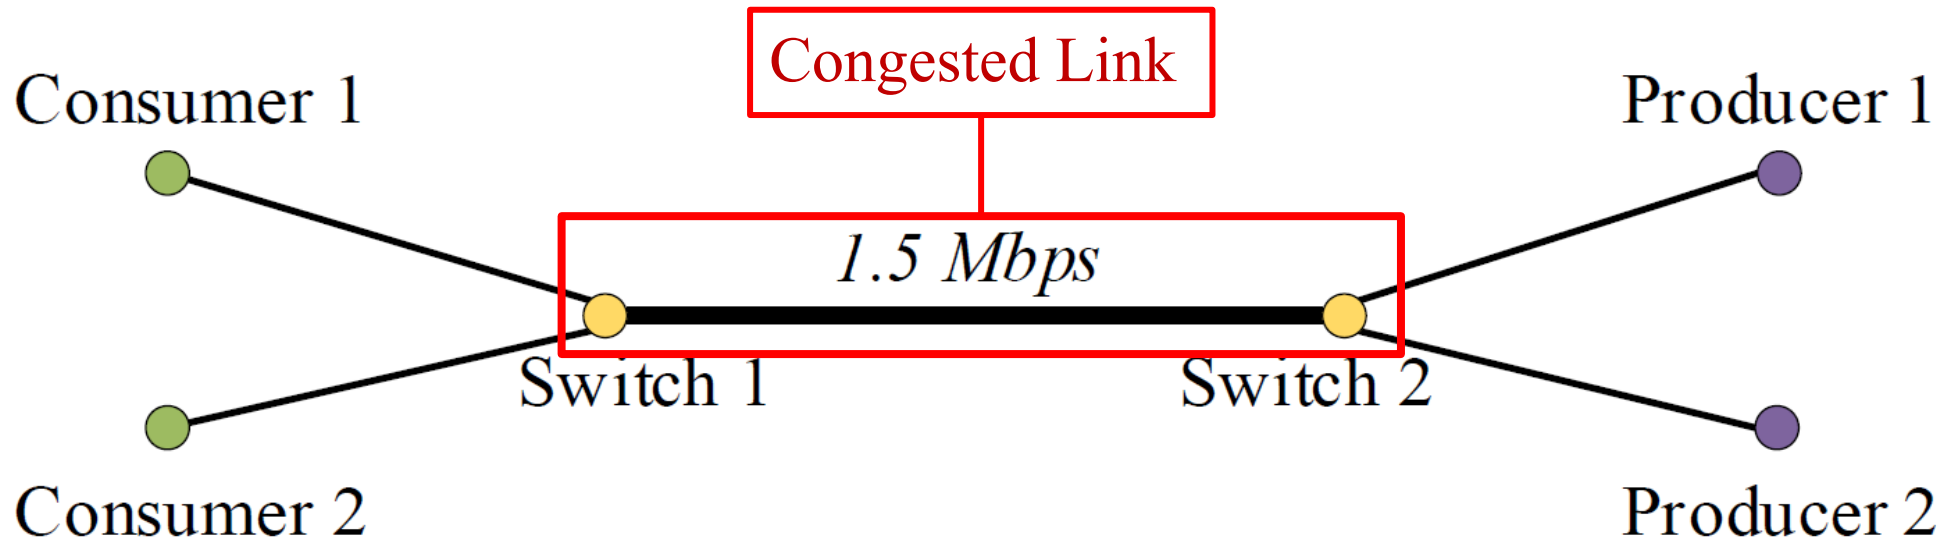 Congested Link
Consumer 1
Producer 1
1.5 Mbps
Switch 1
Switch 2
Consumer 2
Producer 2